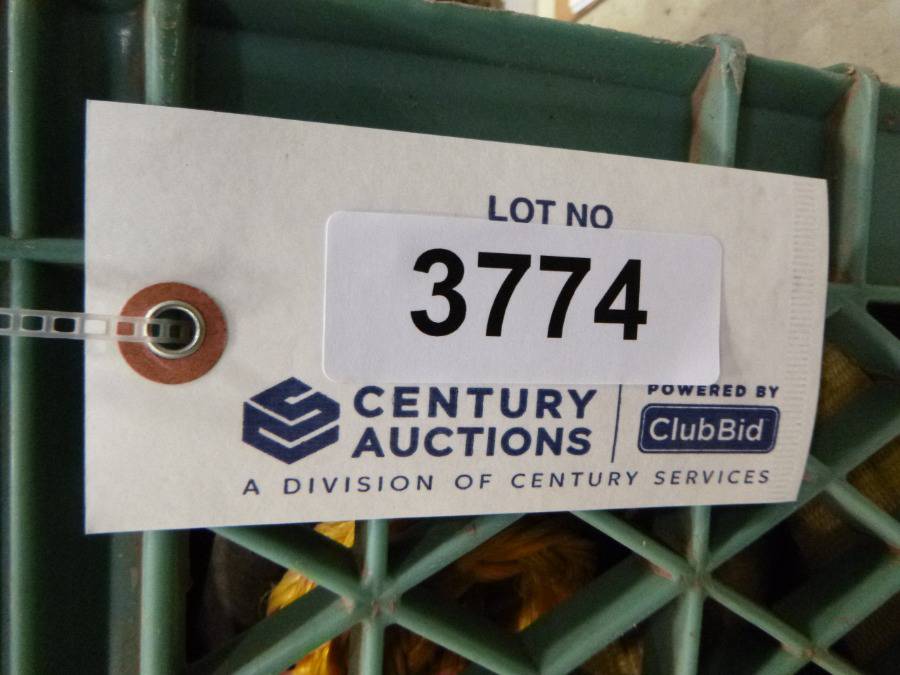 LOT NO
3774
CENTURY
AUCTIONS
POWERED BY
ClubBid
A DIVISION OF CENTURY SERVICES